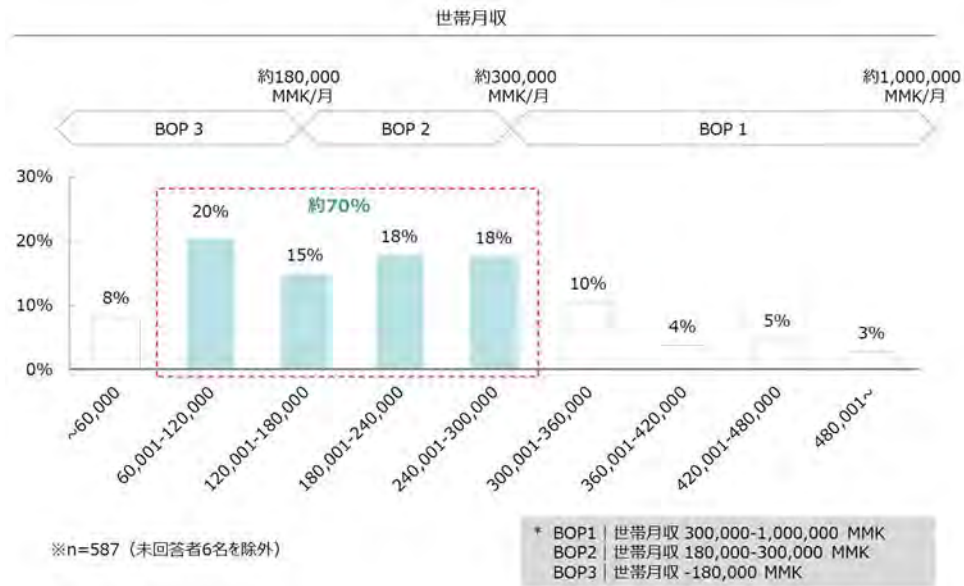 世帯月収
約180,000
MMK/月
約300,000
MMK/月
約1,000,000
MMK/月
BOP 3
BOP 2
BOP 1
30%
20%
10%
0%
約70%
8%
20%
15%
18%
18%
10%
4%
5%
3%
~60,000
60,001-120,000
120,001-180,000
180,001-240,000
240,001-300,000
300,001-360,000
360,001-420,000
420,001-480,000
480,001~
※n=587（未回答者6名を除外）
* BOP1｜世帯月収 300,000-1,000,000 MMK
BOP2｜世帯月収 180,000-300,000 MMK
BOP3｜世帯月収 -180,000 MMK